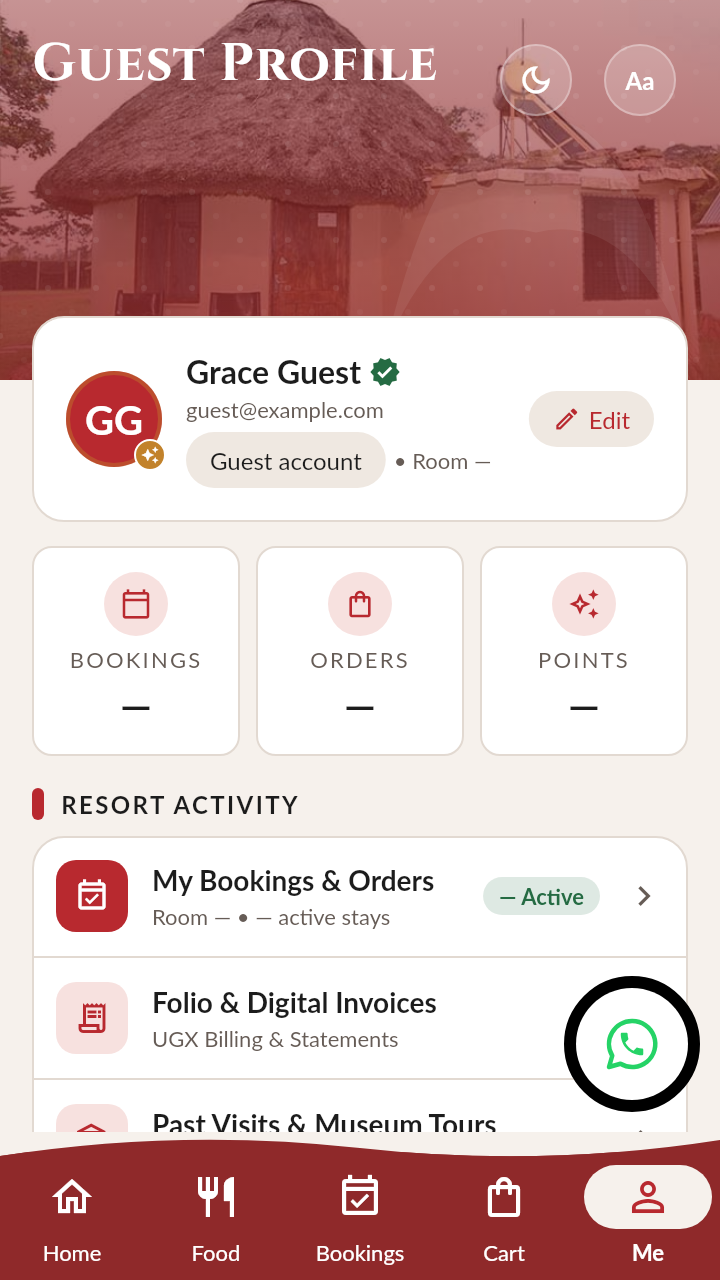 Guest Profile
Aa
Grace Guest
GG
guest@example.com
Edit
Guest account • Room —
BOOKINGS
—
ORDERS
—
POINTS
—
RESORT ACTIVITY
My Bookings & Orders
Room — • — active stays
— Active
Folio & Digital Invoices
UGX Billing & Statements
Past Visits & Museum Tours
Home
Food
Bookings
Cart
Me